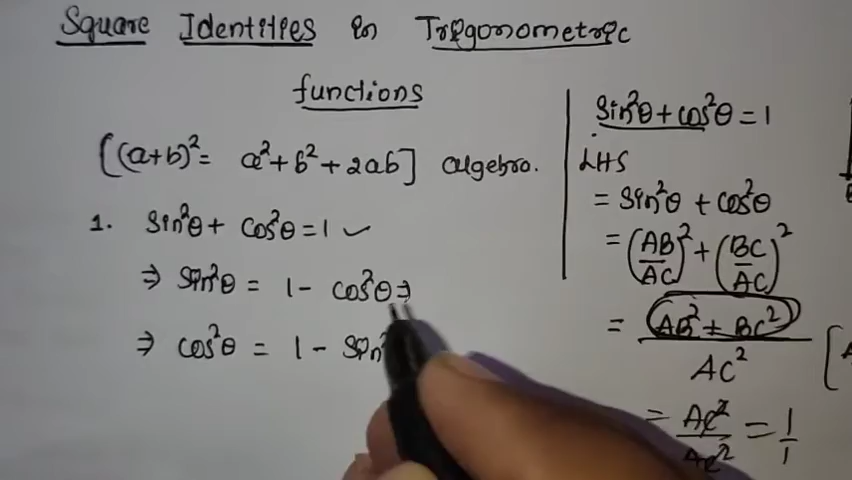 Square Identities in Trigonometric
functions
[(a+b)² = a² + b² + 2ab] algebra.
1. sin²θ + cos²θ = 1 ✓
⇒ sin²θ = 1 - cos²θ ⇒
⇒ cos²θ = 1 - sin²
sin²θ + cos²θ = 1
LHS
= sin²θ + cos²θ
= (AB/AC)² + (BC/AC)²
= AB² + BC² / AC²
= AC² / AC² = 1/1